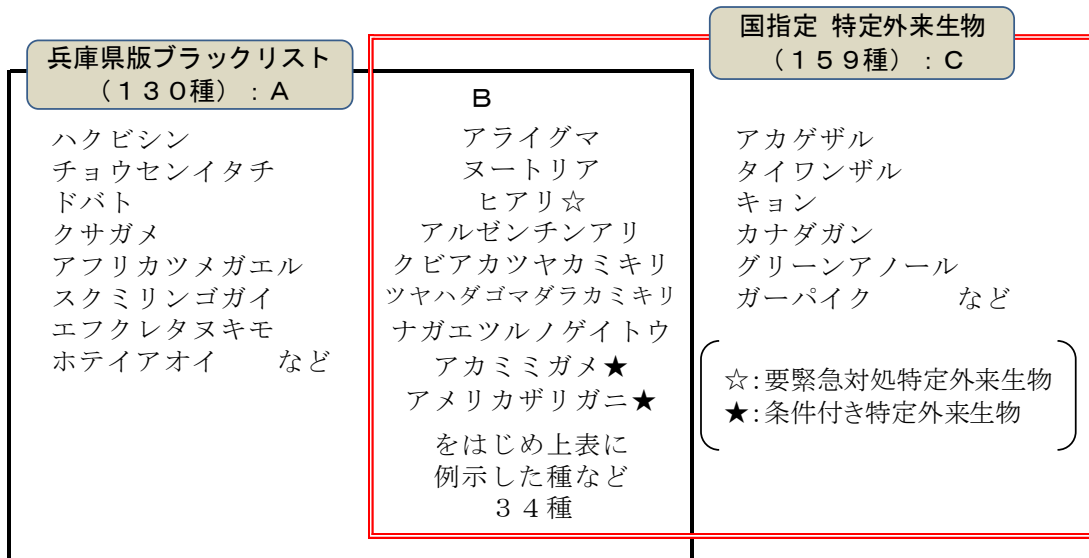 兵庫県版ブラックリスト
（１３０種）：A
ハクビシン
チョウセンイタチ
ドバト
クサガメ
アフリカツメガエル
スクミリンゴガイ
エフクレタヌキモ
ホテイアオイ　　など
B
アライグマ
ヌートリア
ヒアリ☆
アルゼンチンアリ
クビアカツヤカミキリ
ツヤハダゴマダラカミキリ
ナガエツルノゲイトウ
アカミミガメ★
アメリカザリガニ★
をはじめ上表に
例示した種など
３４種
国指定 特定外来生物
（１５９種）：C
アカゲザル
タイワンザル
キョン
カナダガン
グリーンアノール
ガーパイク　　　など
☆：要緊急対処特定外来生物
★：条件付き特定外来生物